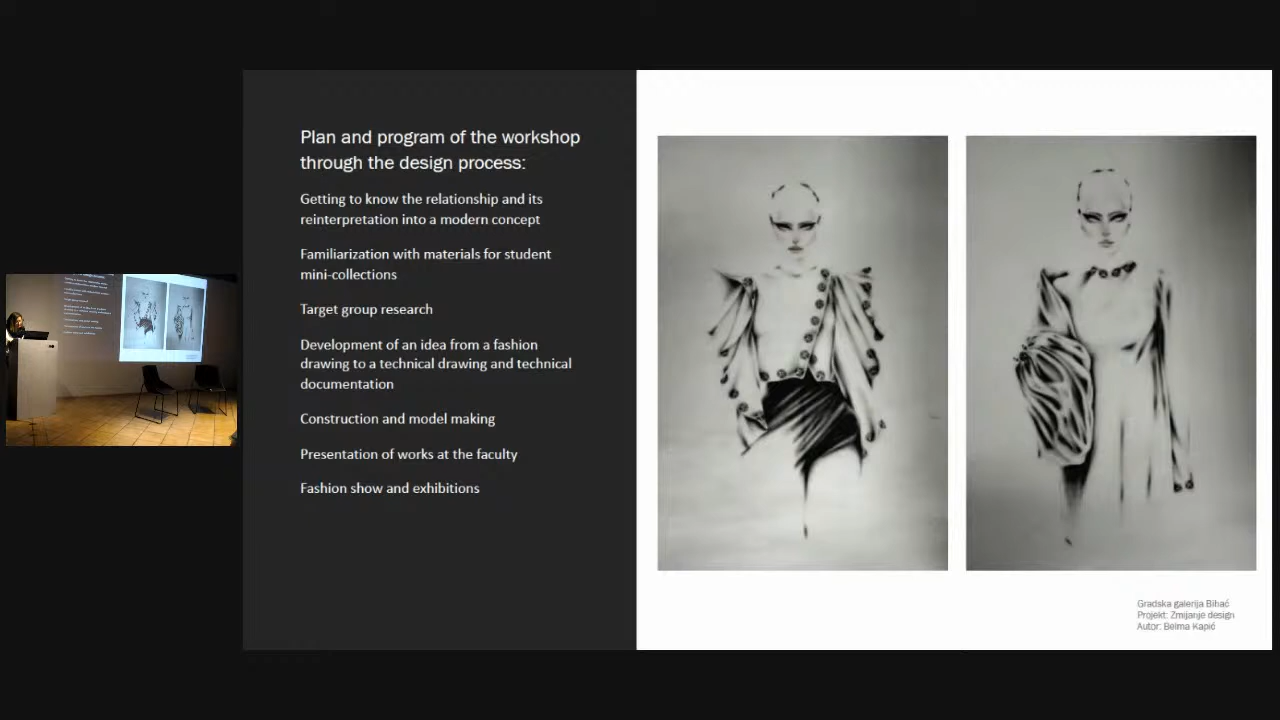 Plan and program of the workshop
through the design process:
Getting to know the relationship and its
reinterpretation into a modern concept
Familiarization with materials for student
mini-collections
Target group research
Development of an idea from a fashion
drawing to a technical drawing and technical
documentation
Construction and model making
Presentation of works at the faculty
Fashion show and exhibitions
Gradska galerija Bihać
Projekt: Zmijanje design
Autor: Belma Kapić